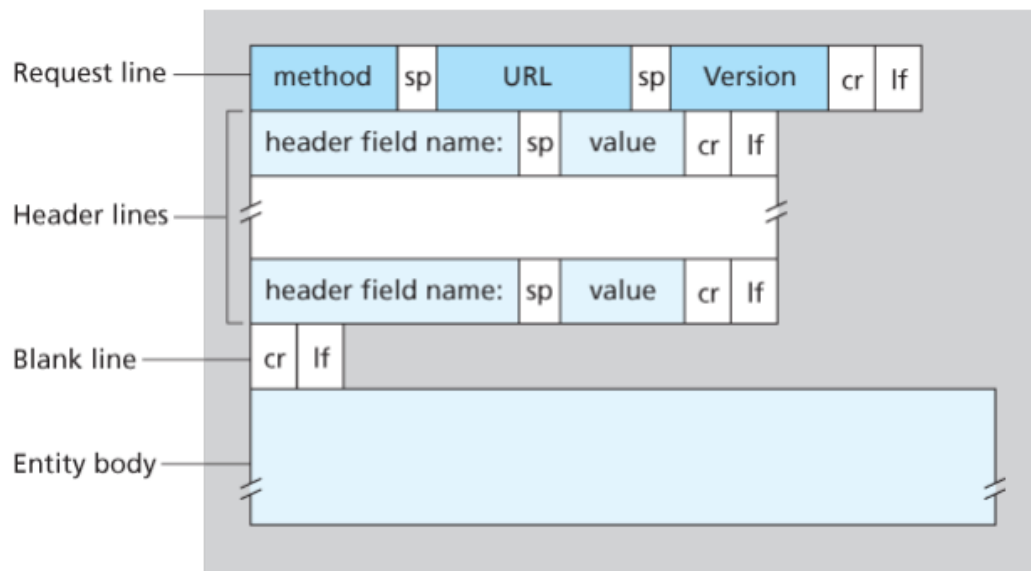 Request line method sp URL sp Version cr lf
header field name: sp value cr lf
Header lines
header field name: sp value cr lf
Blank line cr lf
Entity body